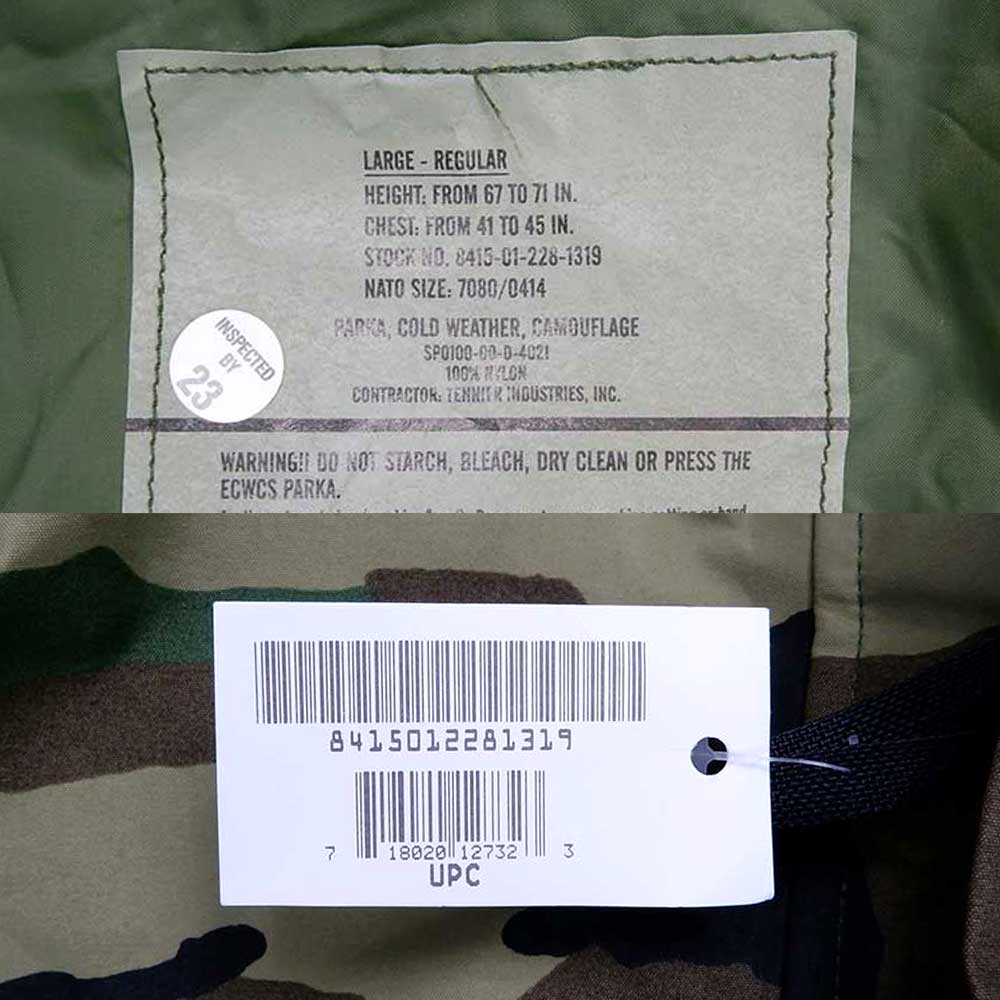 LARGE - REGULAR
HEIGHT: FROM 67 TO 71 IN.
CHEST: FROM 41 TO 45 IN.
STOCK NO. 8415-01-228-1319
NATO SIZE: 7080/0414
PARKA, COLD WEATHER, CAMOUFLAGE
SP0100-00-D-4021
100% NYLON
CONTRACTOR: TENNIER INDUSTRIES, INC.
INSPECTED
BY
23
WARNING!! DO NOT STARCH, BLEACH, DRY CLEAN OR PRESS THE
ECWCS PARKA.
8415012281319
7 18020 12732 3
UPC